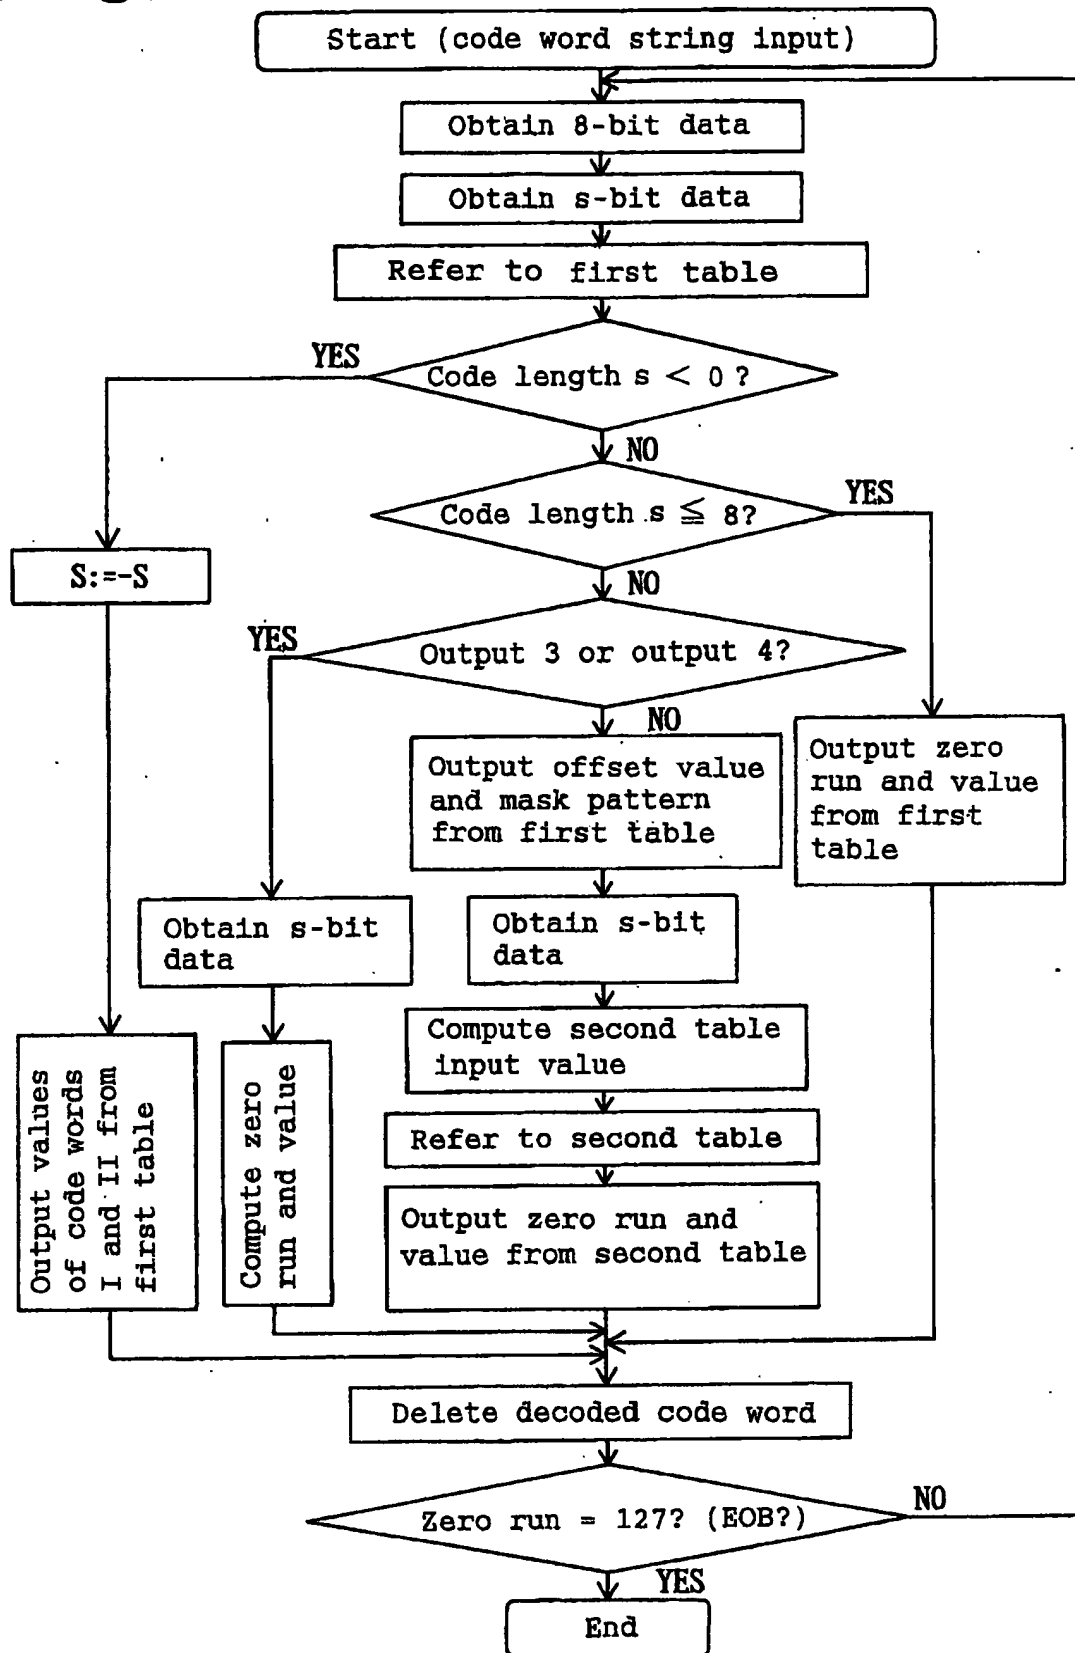 Start (code word string input)
Obtain 8-bit data
Obtain s-bit data
Refer to first table
YES
Code length s < 0?
NO
YES
Code length s ≦ 8?
S:=-S
NO
YES
Output 3 or output 4?
NO
Output offset value
and mask pattern
from first table
Output zero
run and value
from first
table
Obtain s-bit
data
Obtain s-bit
data
Compute second table
input value
Output values
of code words
I and II from
first table
Compute zero
run and value
Refer to second table
Output zero run and
value from second table
Delete decoded code word
Zero run = 127? (EOB?)
NO
YES
End